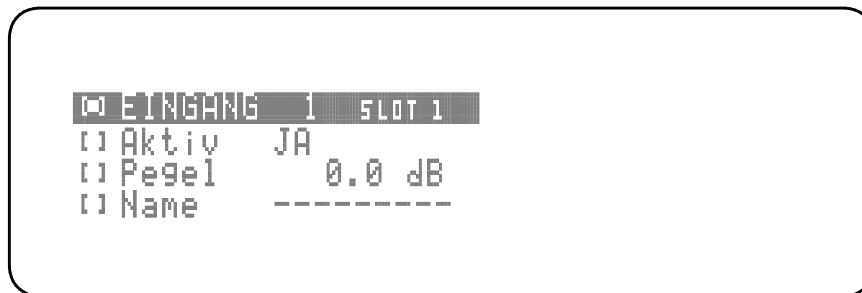 [■] EINGANG 1 SLOT 1
[ ] Aktiv JA
[ ] Pegel 0.0 dB
[ ] Name ---------